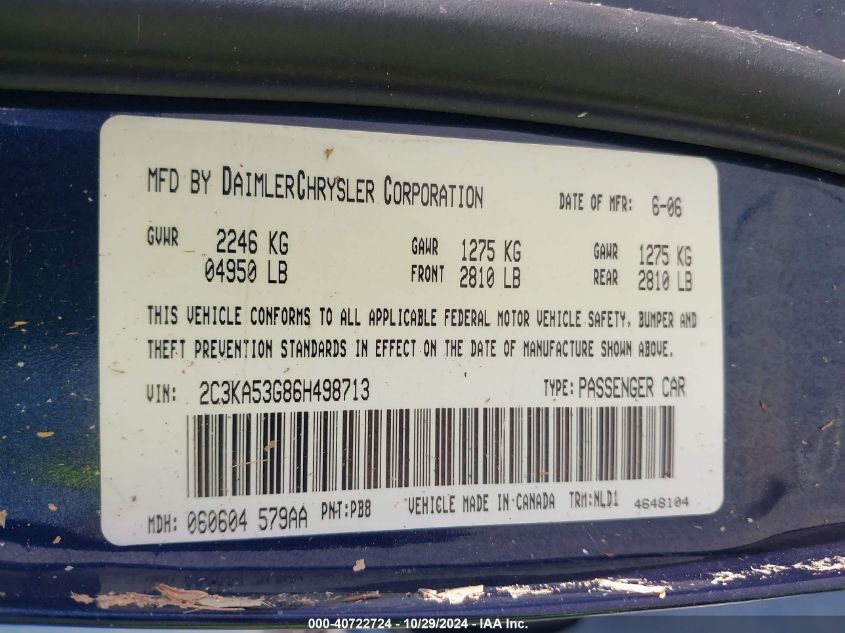 MFD BY DAIMLERCHRYSLER CORPORATION DATE OF MFR: 6-06
GVWR 2246 KG GAWR 1275 KG GAWR 1275 KG
04950 LB FRONT 2810 LB REAR 2810 LB
THIS VEHICLE CONFORMS TO ALL APPLICABLE FEDERAL MOTOR VEHICLE SAFETY, BUMPER AND
THEFT PREVENTION STANDARDS IN EFFECT ON THE DATE OF MANUFACTURE SHOWN ABOVE.
VIN: 2C3KA53G86H498713 TYPE: PASSENGER CAR
MDH: 060604 579AA PNT:PB8 VEHICLE MADE IN CANADA TRM:NLD1 4648104
000-40722724 - 10/29/2024 - IAA Inc.